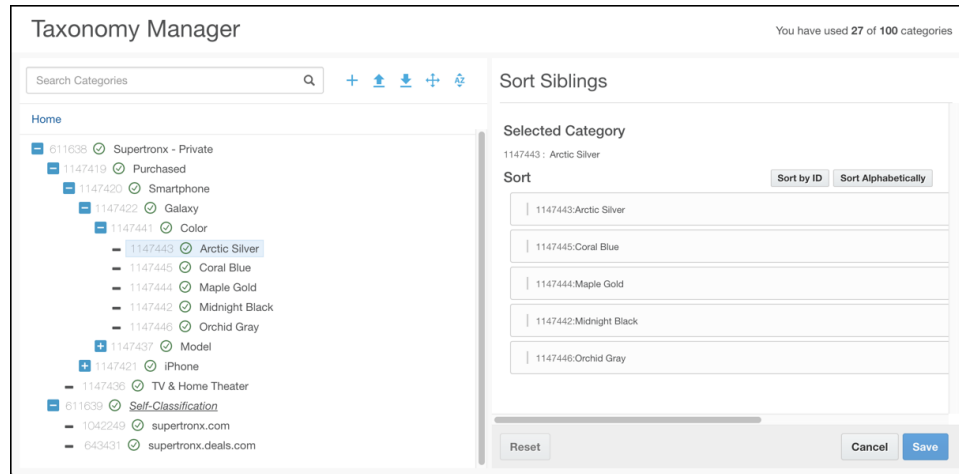 Taxonomy Manager
You have used 27 of 100 categories
Search Categories
Home
611638 Supertronx - Private
1147419 Purchased
1147420 Smartphone
1147422 Galaxy
1147441 Color
1147443 Arctic Silver
1147445 Coral Blue
1147444 Maple Gold
1147442 Midnight Black
1147446 Orchid Gray
1147437 Model
1147421 iPhone
1147436 TV & Home Theater
611639 Self-Classification
1042249 supertronx.com
643431 supertronx.deals.com
Sort Siblings
Selected Category
1147443 : Arctic Silver
Sort Sort by ID Sort Alphabetically
1147443:Arctic Silver
1147445:Coral Blue
1147444:Maple Gold
1147442:Midnight Black
1147446:Orchid Gray
Reset Cancel Save